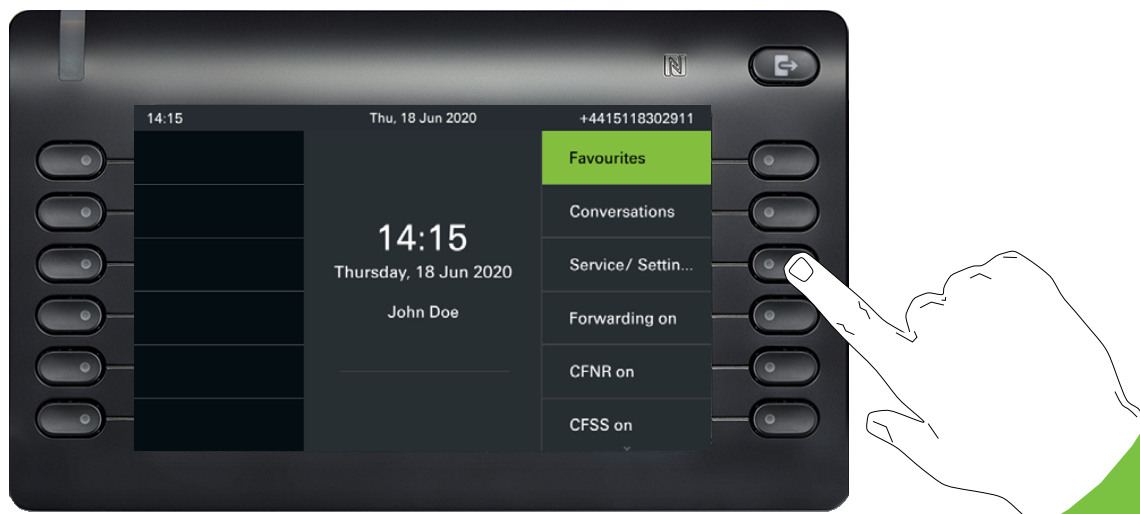 14:15 Thu, 18 Jun 2020 +4415118302911
Favourites
Conversations
14:15
Thursday, 18 Jun 2020
Service/ Settin...
John Doe
Forwarding on
CFNR on
CFSS on